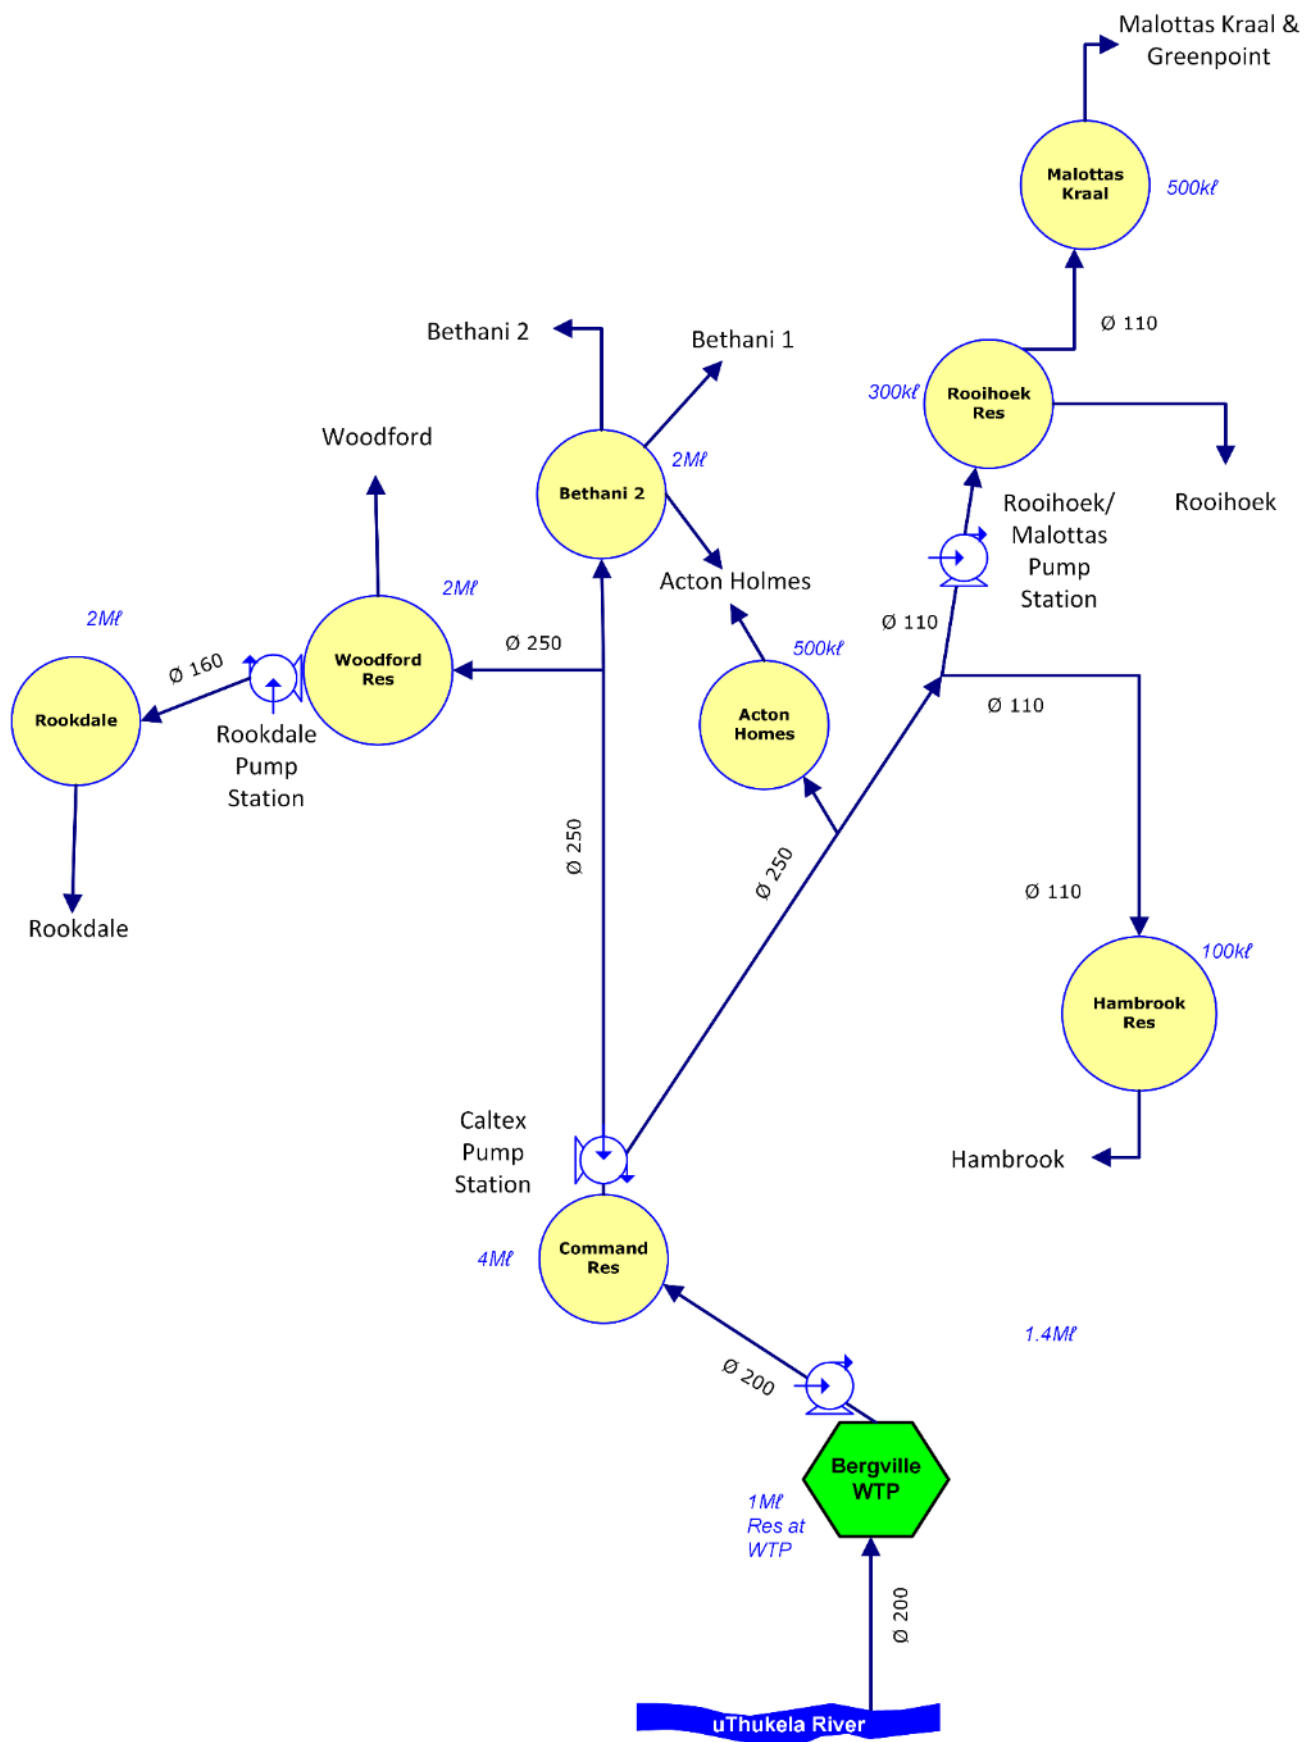 Malottas Kraal &
Greenpoint
Malottas
Kraal
500kℓ
Ø 110
Bethani 2
Bethani 1
300kℓ
Rooihoek
Res
Woodford
2Mℓ
Bethani 2
Rooihoek/
Malottas
Pump
Station
Rooihoek
Acton Holmes
2Mℓ
2Mℓ
Ø 110
Ø 250
500kℓ
Ø 160
Woodford
Res
Rookdale
Acton
Homes
Ø 110
Rookdale
Pump
Station
Ø 250
Ø 250
Ø 110
Rookdale
100kℓ
Hambrook
Res
Caltex
Pump
Station
Hambrook
Command
Res
4Mℓ
1.4Mℓ
Ø 200
Bergville
WTP
1Mℓ
Res at
WTP
Ø 200
uThukela River